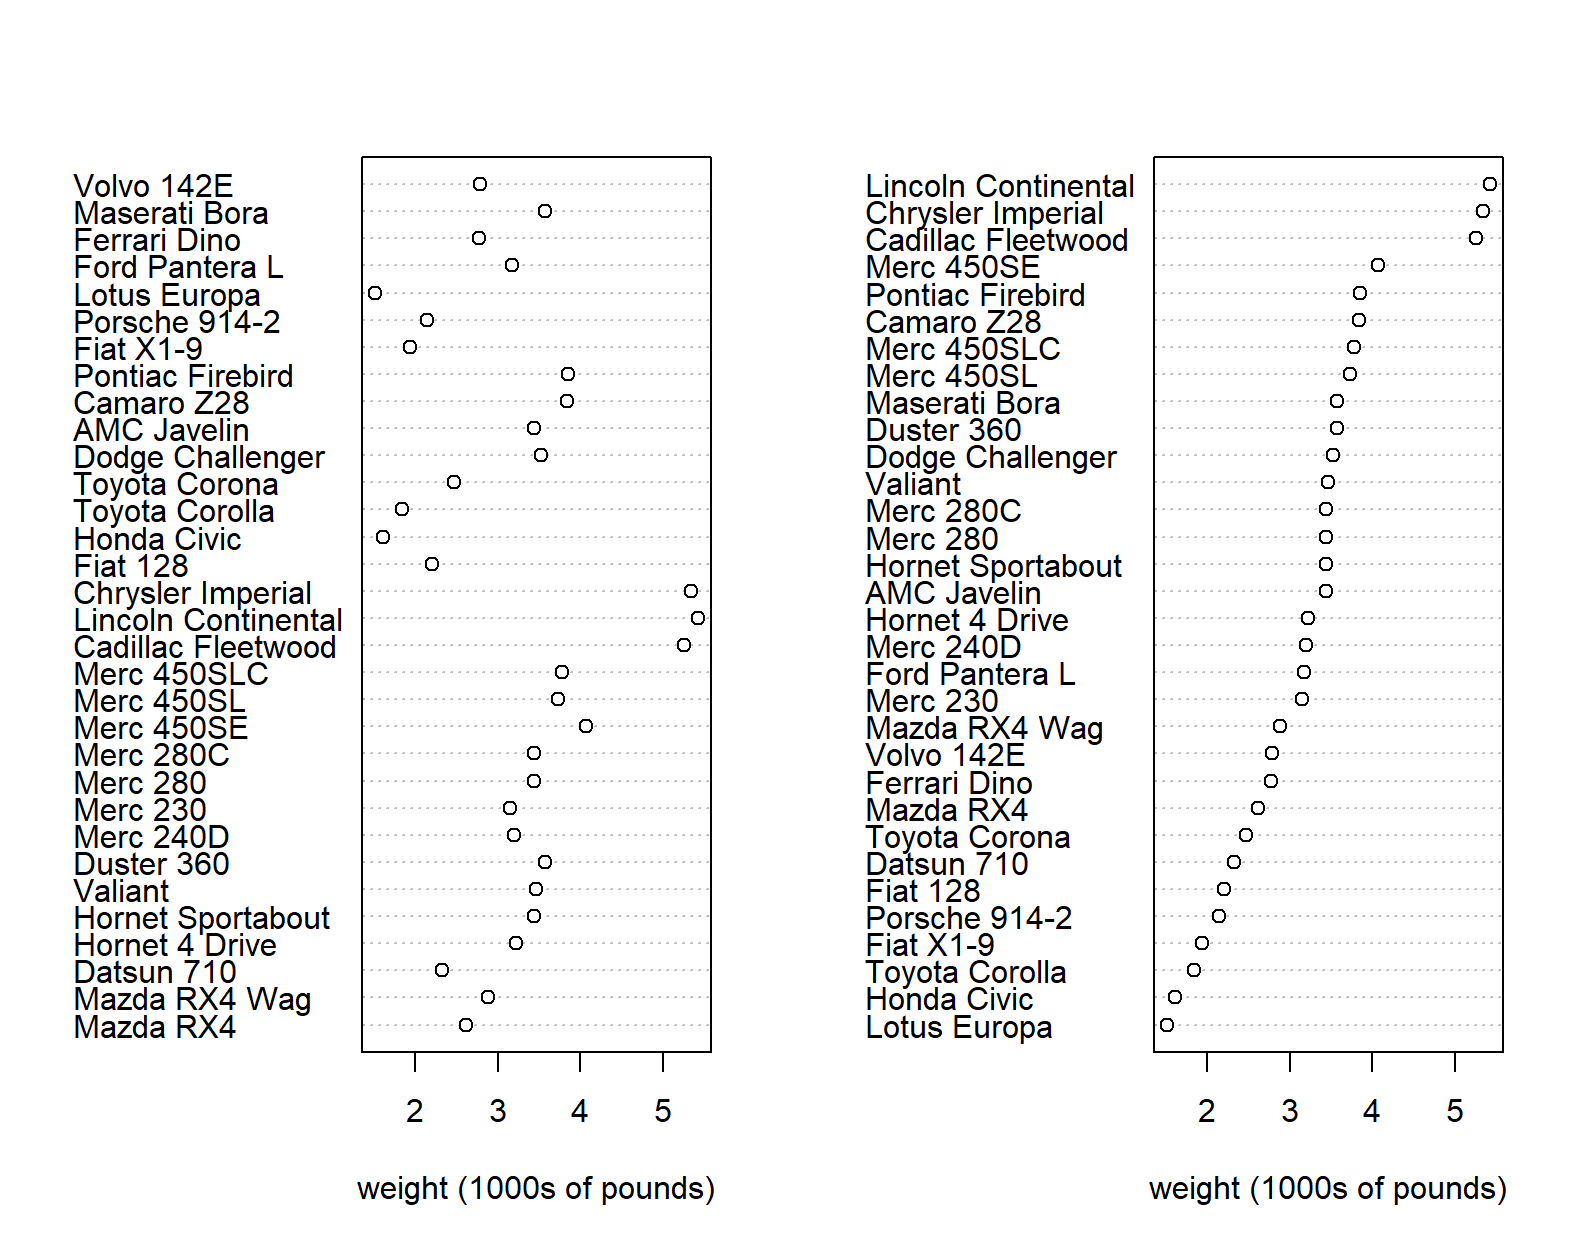 Volvo 142E
Maserati Bora
Ferrari Dino
Ford Pantera L
Lotus Europa
Porsche 914-2
Fiat X1-9
Pontiac Firebird
Camaro Z28
AMC Javelin
Dodge Challenger
Toyota Corona
Toyota Corolla
Honda Civic
Fiat 128
Chrysler Imperial
Lincoln Continental
Cadillac Fleetwood
Merc 450SLC
Merc 450SL
Merc 450SE
Merc 280C
Merc 280
Merc 230
Merc 240D
Duster 360
Valiant
Hornet Sportabout
Hornet 4 Drive
Datsun 710
Mazda RX4 Wag
Mazda RX4
2 3 4 5
weight (1000s of pounds)
Lincoln Continental
Chrysler Imperial
Cadillac Fleetwood
Merc 450SE
Pontiac Firebird
Camaro Z28
Merc 450SLC
Merc 450SL
Maserati Bora
Duster 360
Dodge Challenger
Valiant
Merc 280C
Merc 280
Hornet Sportabout
AMC Javelin
Hornet 4 Drive
Merc 240D
Ford Pantera L
Merc 230
Mazda RX4 Wag
Volvo 142E
Ferrari Dino
Mazda RX4
Toyota Corona
Datsun 710
Fiat 128
Porsche 914-2
Fiat X1-9
Toyota Corolla
Honda Civic
Lotus Europa
2 3 4 5
weight (1000s of pounds)